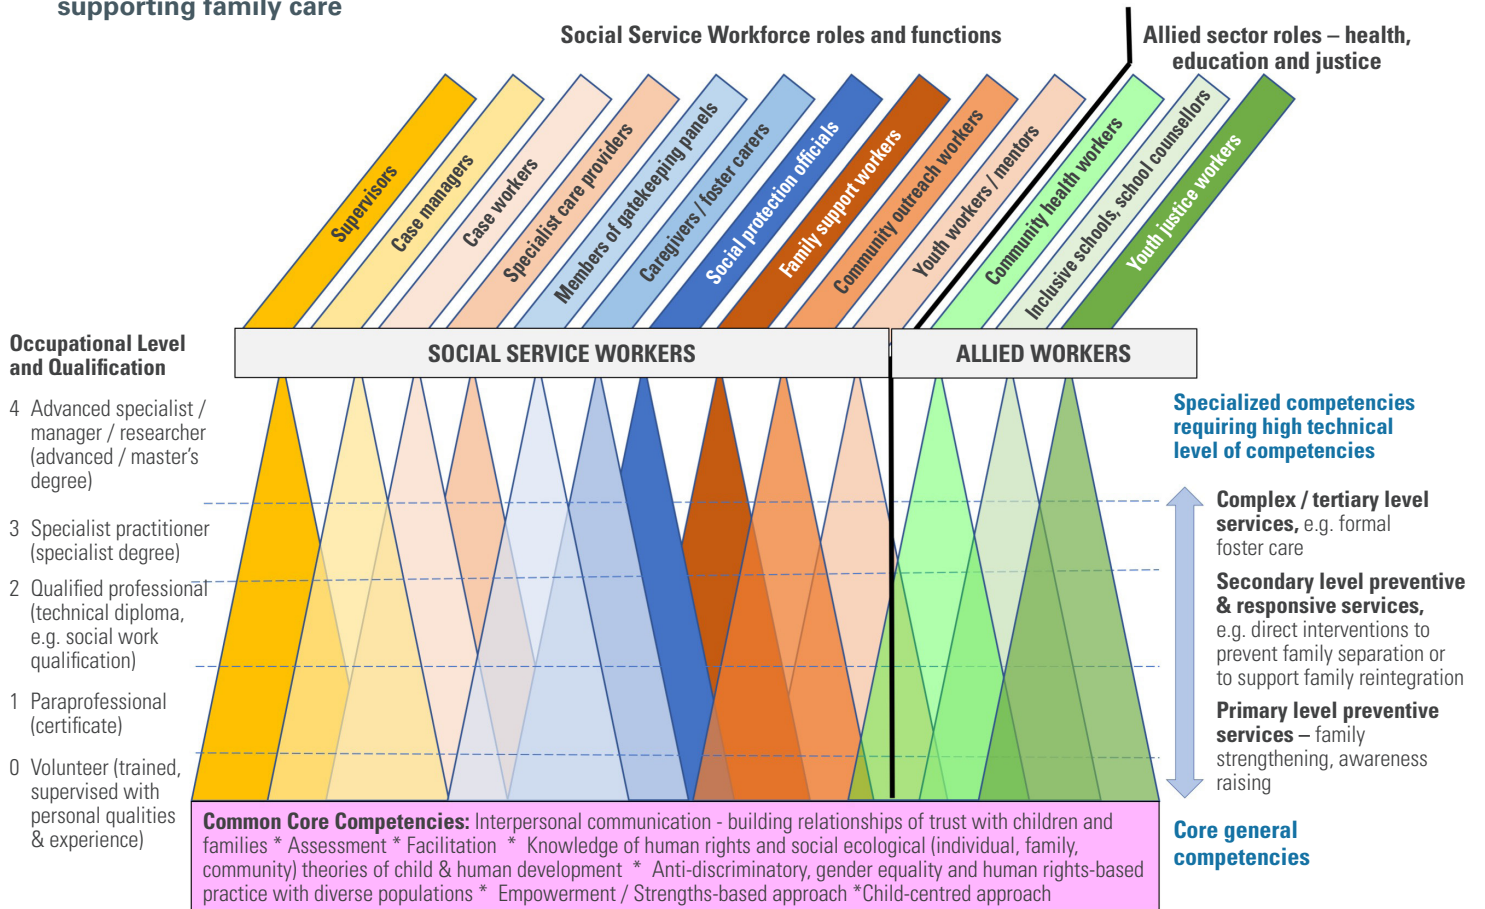 supporting family care
Social Service Workforce roles and functions
Allied sector roles – health,
education and justice
Supervisors
Case managers
Case workers
Specialist care providers
Members of gatekeeping panels
Caregivers / foster carers
Social protection officials
Family support workers
Community outreach workers
Youth workers / mentors
Community health workers
Inclusive schools, school counsellors
Youth justice workers
SOCIAL SERVICE WORKERS
ALLIED WORKERS
Occupational Level
and Qualification
4 Advanced specialist /
manager / researcher
(advanced / master's
degree)
3 Specialist practitioner
(specialist degree)
2 Qualified professional
(technical diploma,
e.g. social work
qualification)
1 Paraprofessional
(certificate)
0 Volunteer (trained,
supervised with
personal qualities
& experience)
Specialized competencies
requiring high technical
level of competencies
Complex / tertiary level
services, e.g. formal
foster care
Secondary level preventive
& responsive services,
e.g. direct interventions to
prevent family separation or
to support family reintegration
Primary level preventive
services – family
strengthening, awareness
raising
Core general
competencies
Common Core Competencies: Interpersonal communication - building relationships of trust with children and
families * Assessment * Facilitation * Knowledge of human rights and social ecological (individual, family,
community) theories of child & human development * Anti-discriminatory, gender equality and human rights-based
practice with diverse populations * Empowerment / Strengths-based approach *Child-centred approach